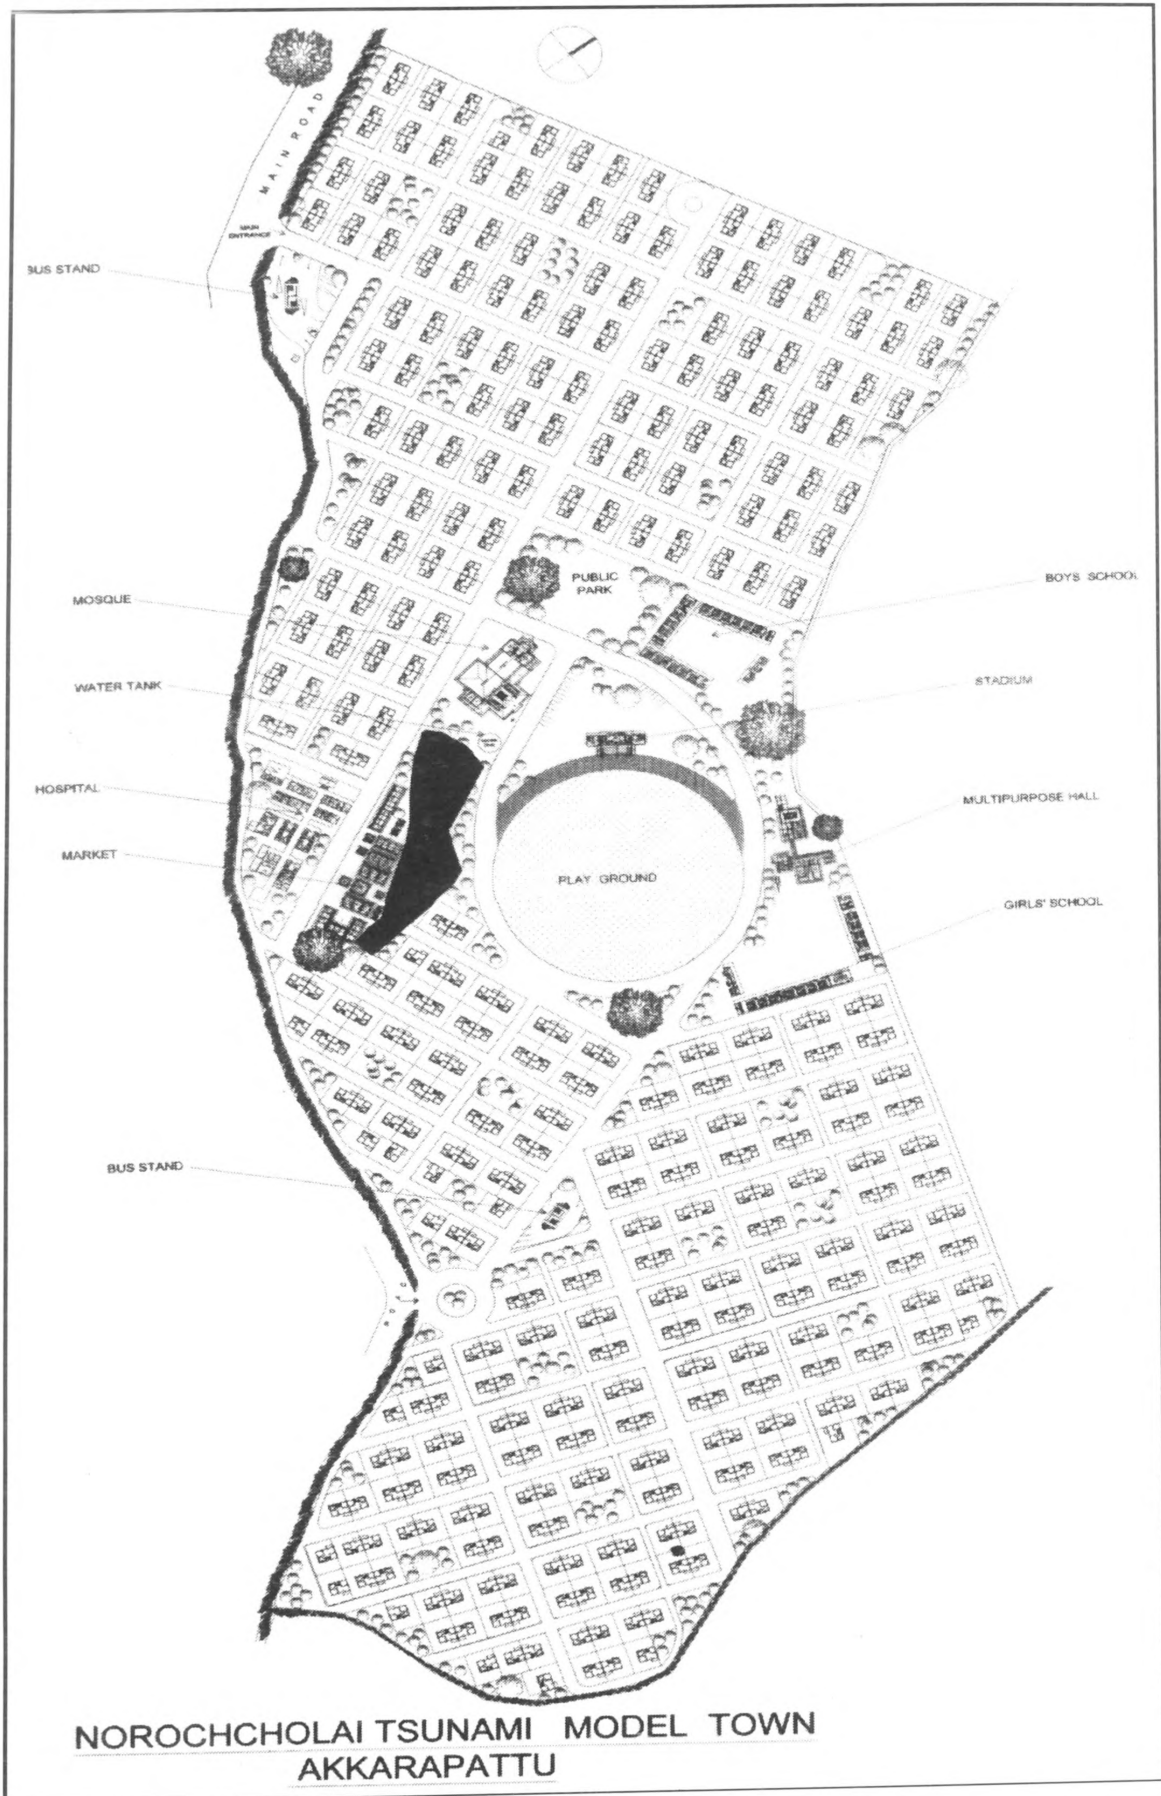 MAIN ROAD
MAIN
ENTRANCE
BUS STAND
PUBLIC
PARK
BOYS SCHOOL
MOSQUE
STADIUM
WATER TANK
HOSPITAL
MULTIPURPOSE HALL
MARKET
PLAY GROUND
GIRLS' SCHOOL
BUS STAND
ROAD
NOROCHCHOLAI TSUNAMI MODEL TOWN
AKKARAPATTU